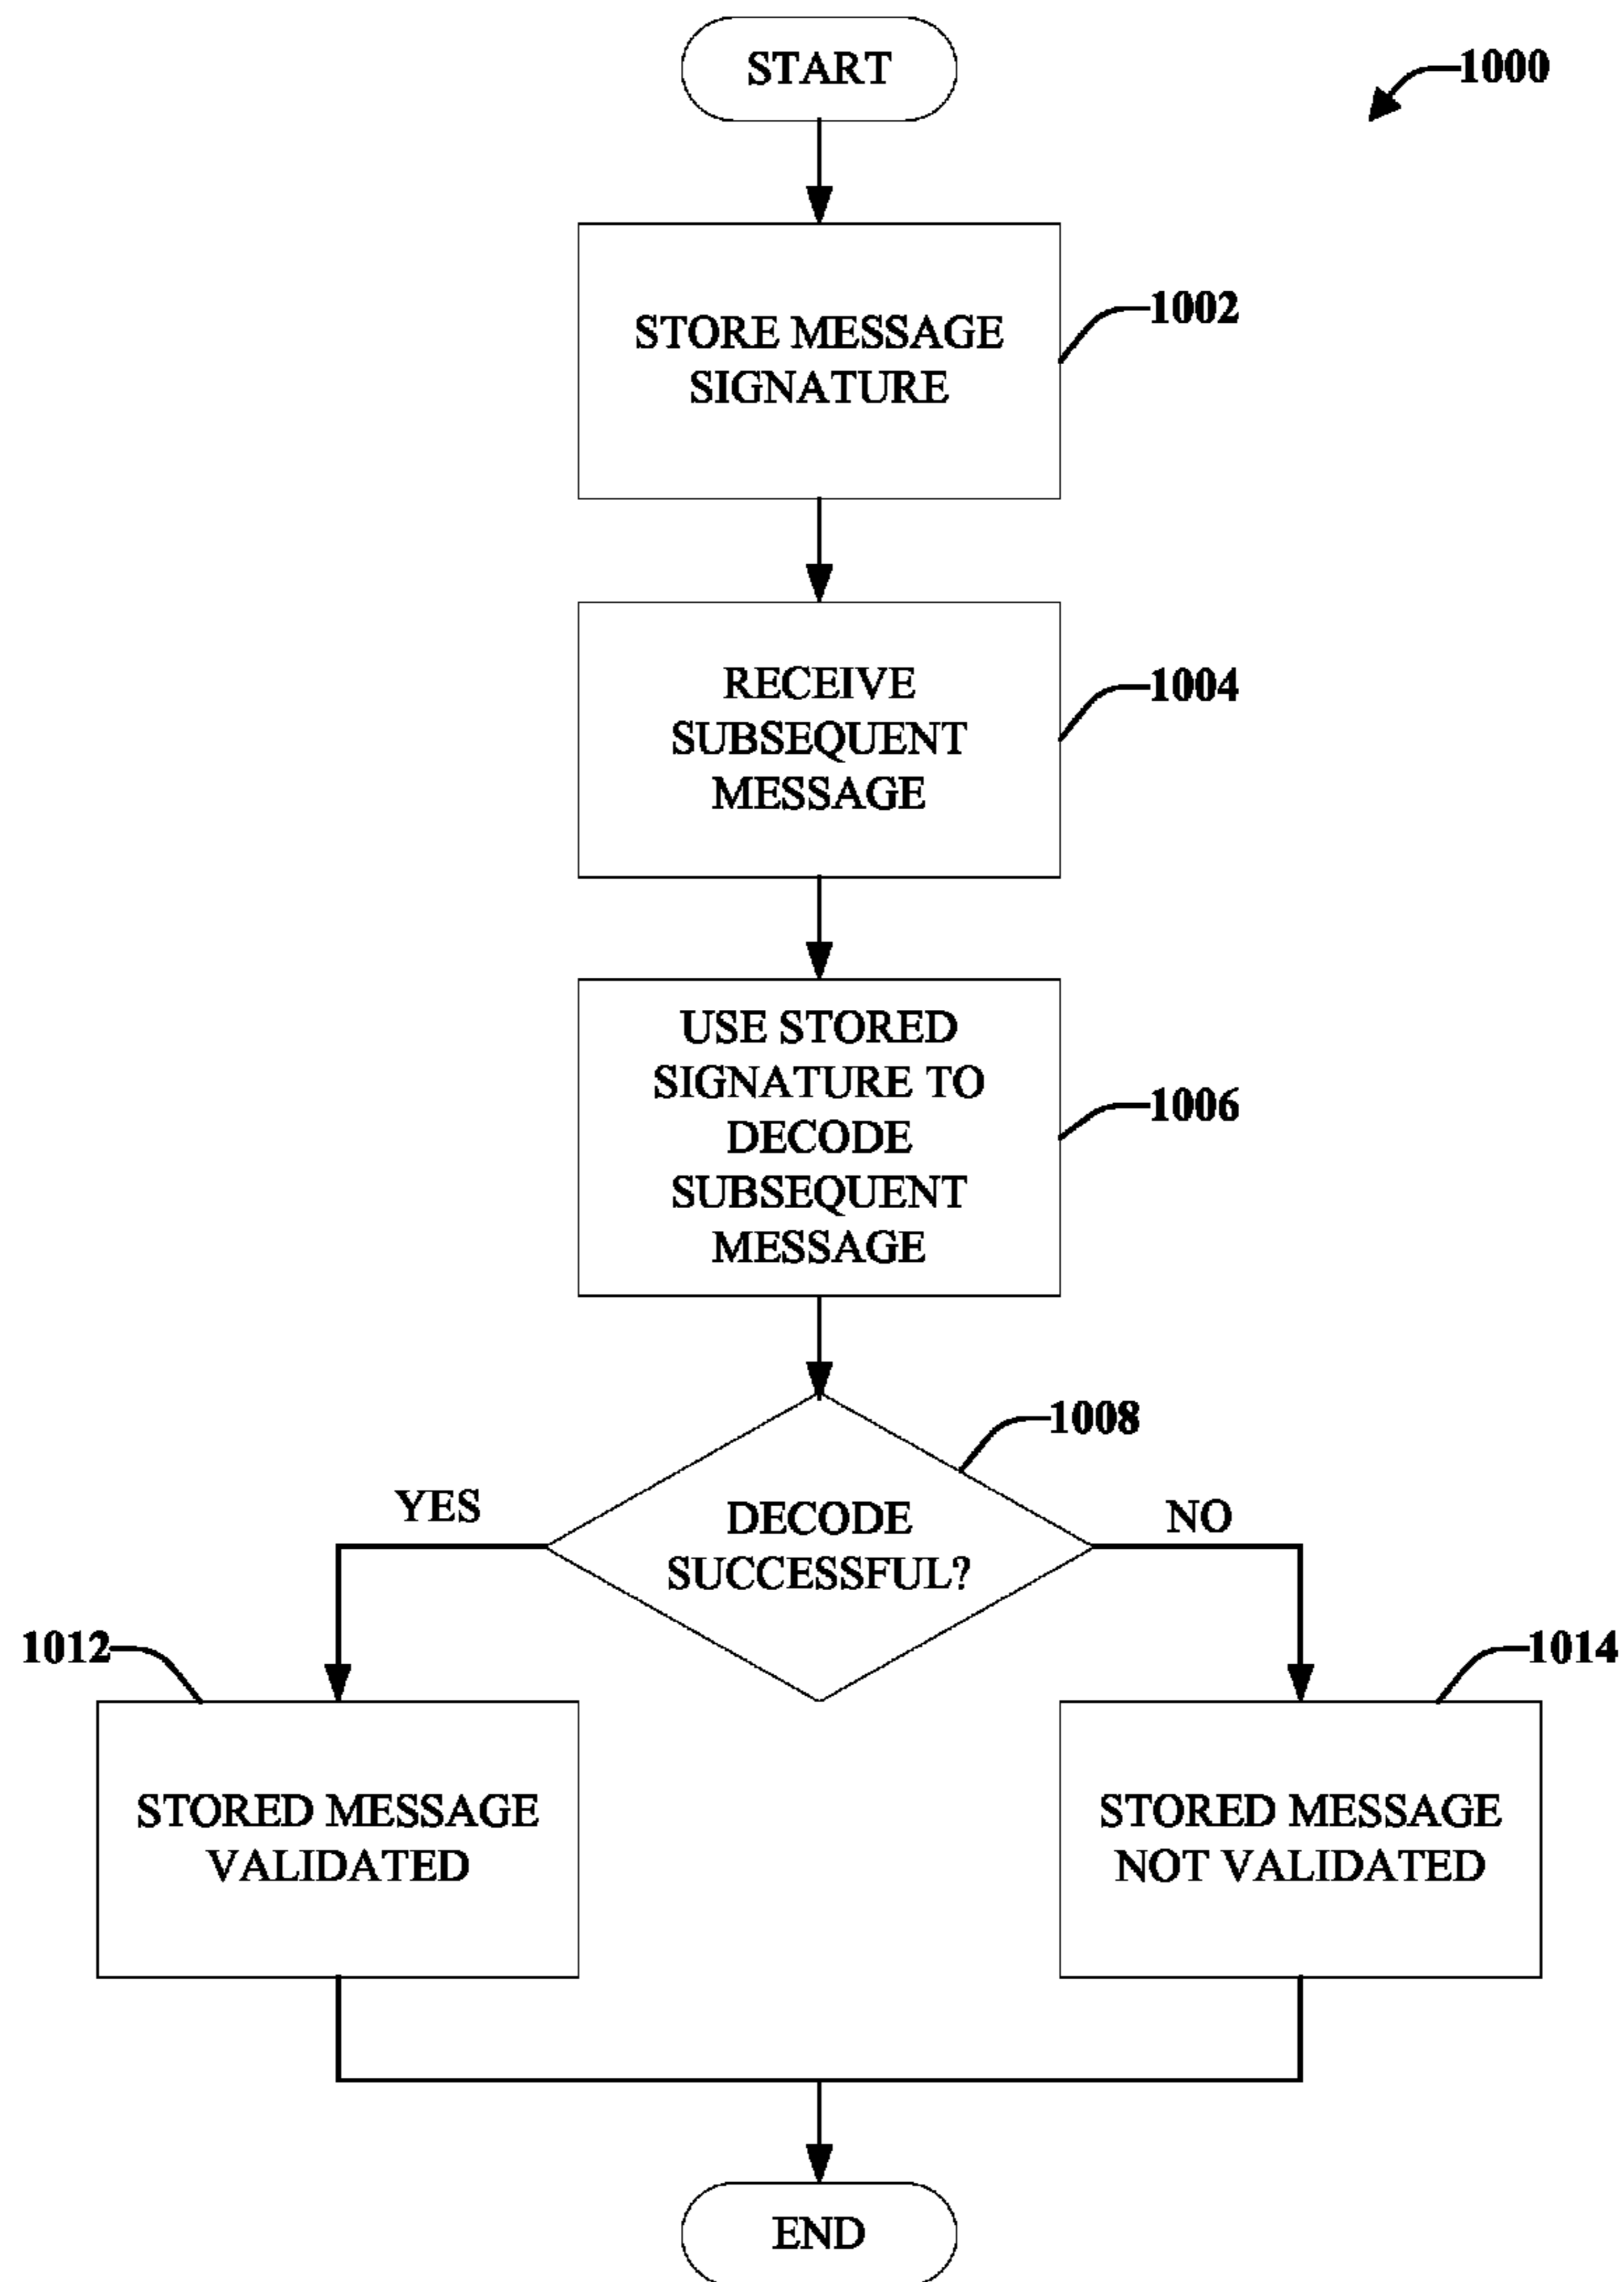 START
1000
STORE MESSAGE
SIGNATURE
1002
RECEIVE
SUBSEQUENT
MESSAGE
1004
USE STORED
SIGNATURE TO
DECODE
SUBSEQUENT
MESSAGE
1006
1008
YES
DECODE
SUCCESSFUL?
NO
1012
STORED MESSAGE
VALIDATED
1014
STORED MESSAGE
NOT VALIDATED
END